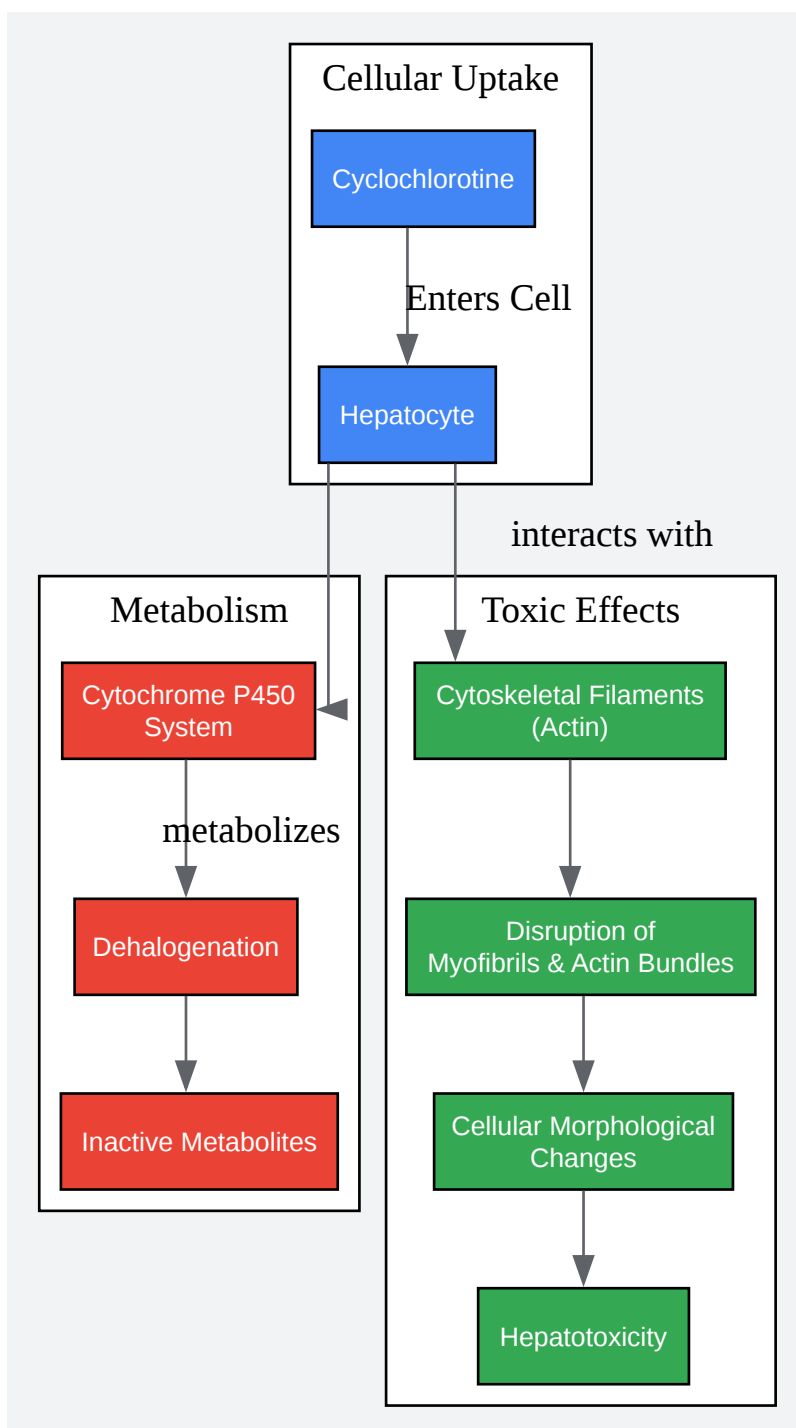 Cellular Uptake
Cyclochlorotine
Enters Cell
Hepatocyte
interacts with
Metabolism
Cytochrome P450
System
metabolizes
Dehalogenation
Inactive Metabolites
Toxic Effects
Cytoskeletal Filaments
(Actin)
Disruption of
Myofibrils & Actin Bundles
Cellular Morphological
Changes
Hepatotoxicity